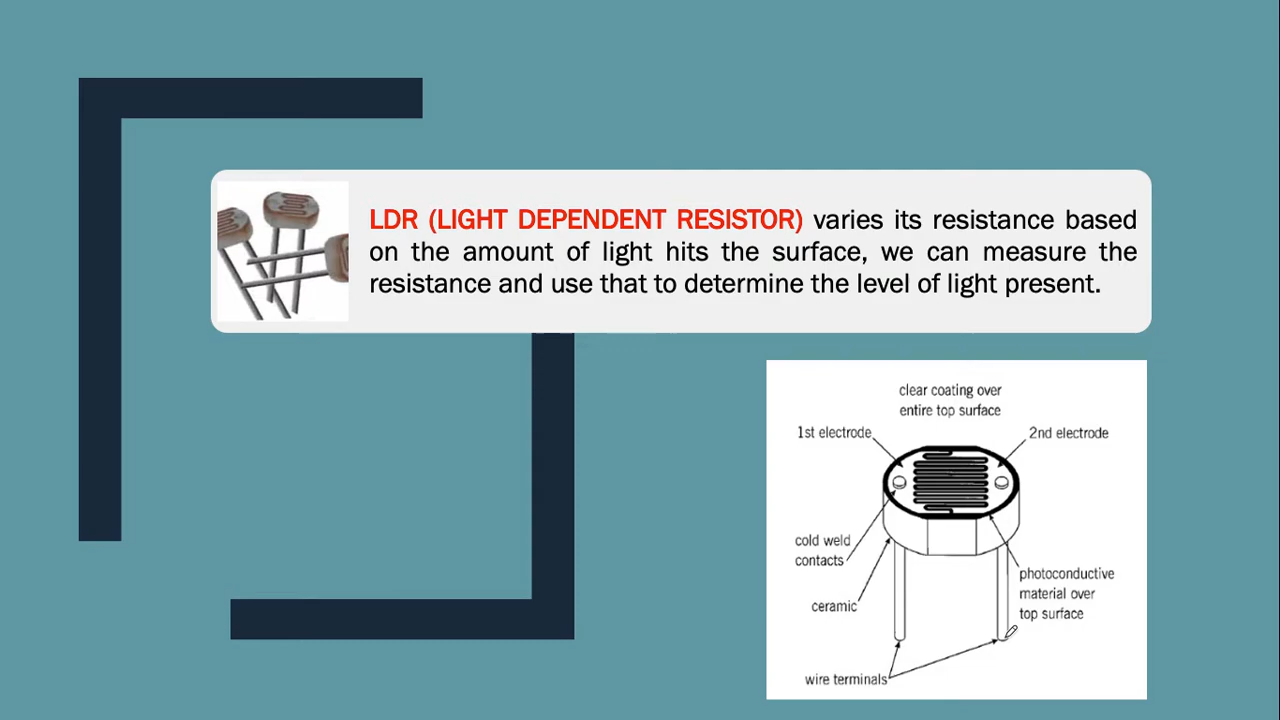 LDR (LIGHT DEPENDENT RESISTOR) varies its resistance based
on the amount of light hits the surface, we can measure the
resistance and use that to determine the level of light present.
clear coating over
entire top surface
1st electrode
2nd electrode
cold weld
contacts
photoconductive
material over
top surface
ceramic
wire terminals